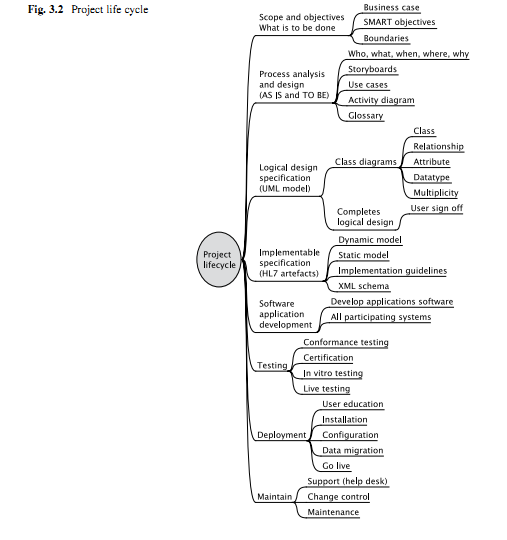 Fig. 3.2 Project life cycle
Project
lifecycle
Scope and objectives
What is to be done
Business case
SMART objectives
Boundaries
Process analysis
and design
(AS IS and TO BE)
Who, what, when, where, why
Storyboards
Use cases
Activity diagram
Glossary
Logical design
specification
(UML model)
Class diagrams
Class
Relationship
Attribute
Datatype
Multiplicity
Completes
logical design
User sign off
Implementable
specification
(HL7 artefacts)
Dynamic model
Static model
Implementation guidelines
XML schema
Software
application
development
Develop applications software
All participating systems
Testing
Conformance testing
Certification
In vitro testing
Live testing
Deployment
User education
Installation
Configuration
Data migration
Go live
Maintain
Support (help desk)
Change control
Maintenance